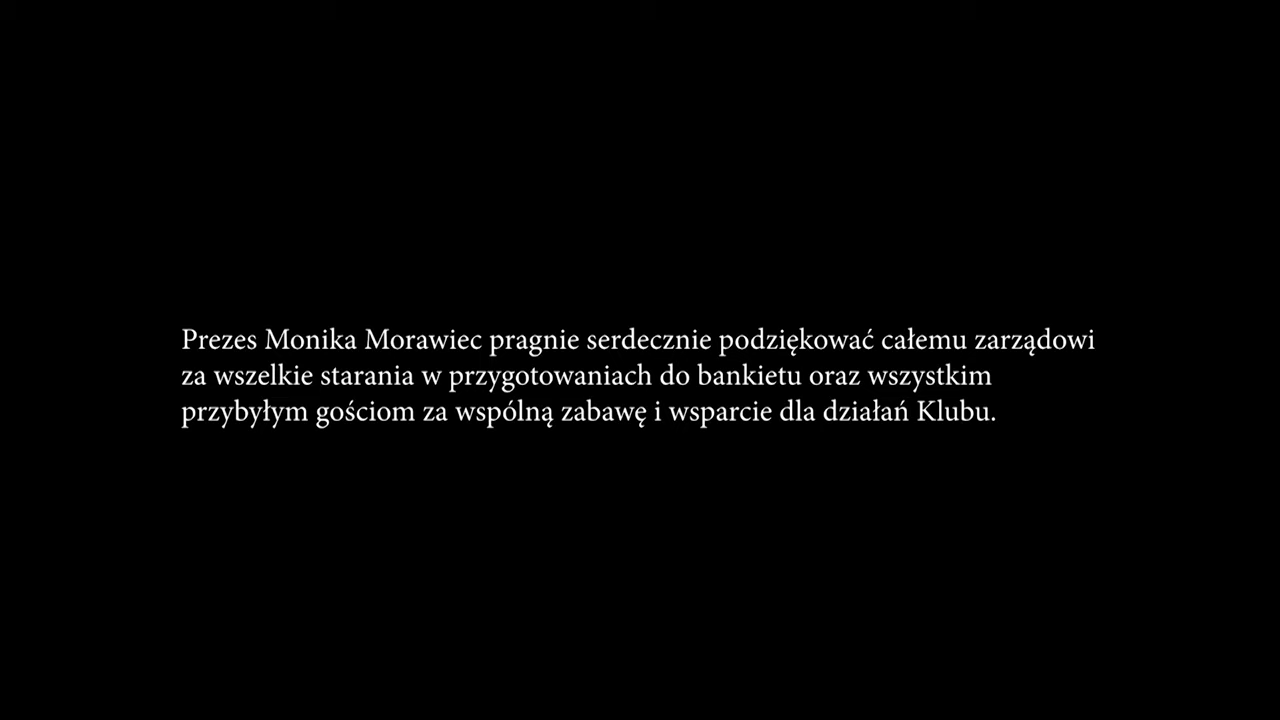 Prezes Monika Morawiec pragnie serdecznie podziękować całemu zarządowi
za wszelkie starania w przygotowaniach do bankietu oraz wszystkim
przybyłym gościom za wspólną zabawę i wsparcie dla działań Klubu.